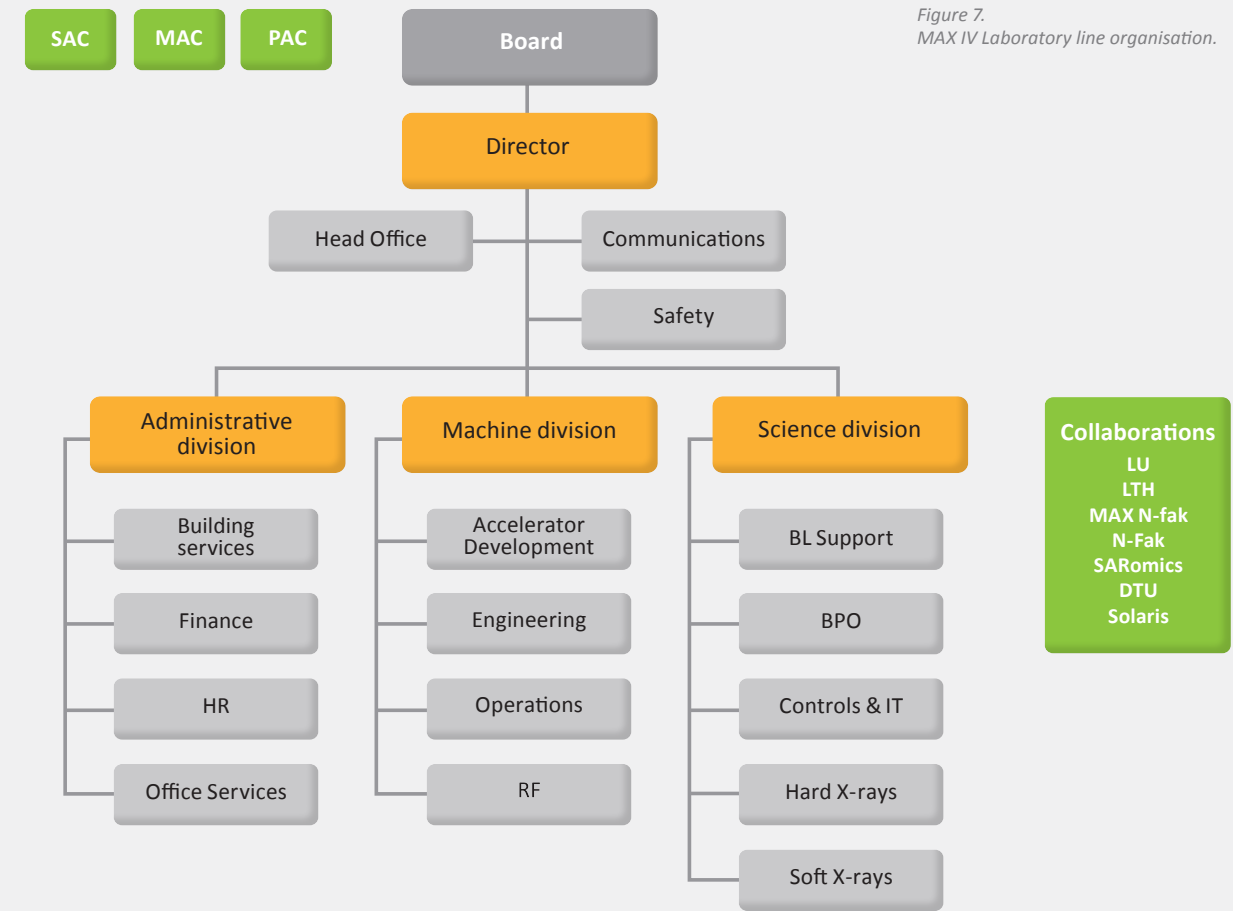 SAC
MAC
PAC
Board
Figure 7.
MAX IV Laboratory line organisation.
Director
Head Office
Communications
Safety
Administrative
division
Machine division
Science division
Building
services
Finance
HR
Office Services
Accelerator
Development
Engineering
Operations
RF
BL Support
BPO
Controls & IT
Hard X-rays
Soft X-rays
Collaborations
LU
LTH
MAX N-fak
N-Fak
SARomics
DTU
Solaris